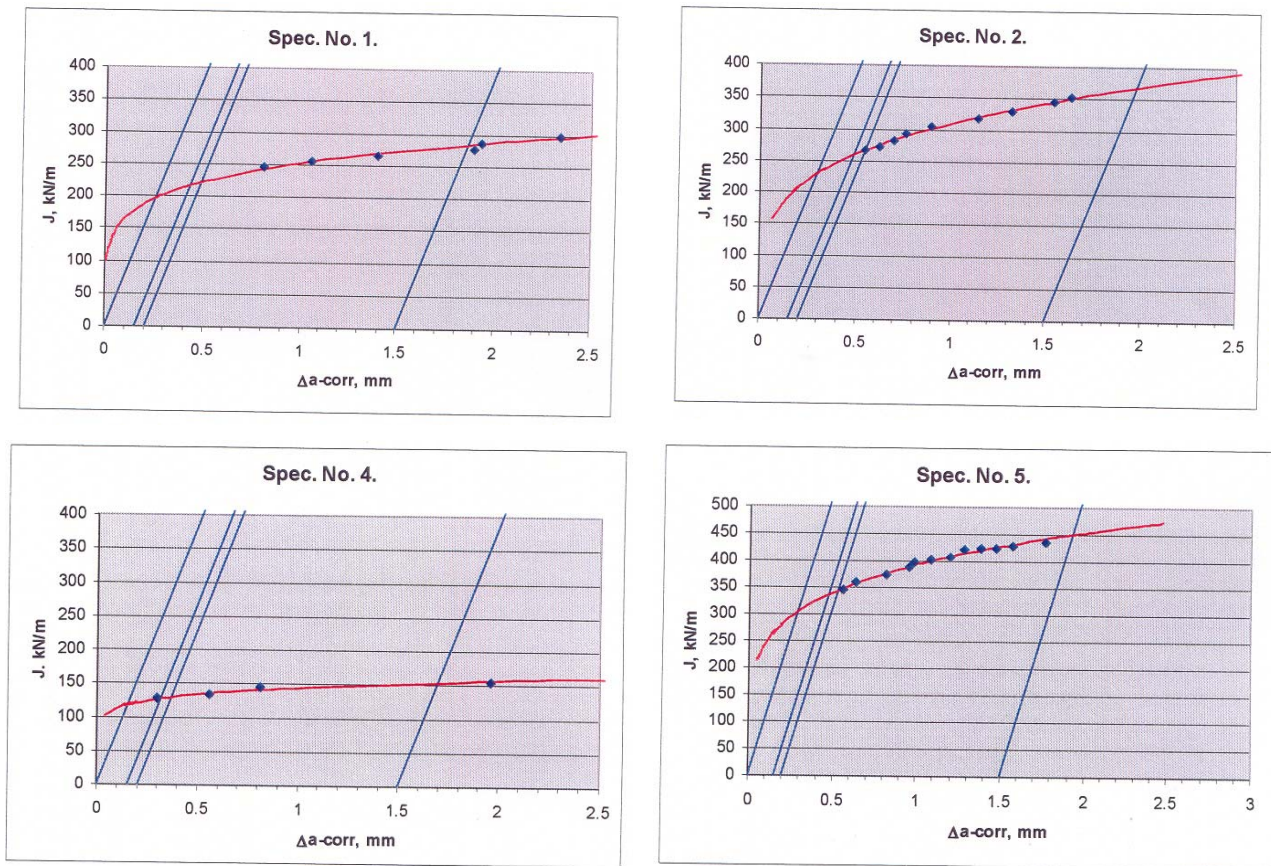 Spec. No. 1.
400
350
300
250
200
150
100
50
0
J, kN/m
0 0.5 1 1.5 2 2.5
Δa-corr, mm
Spec. No. 2.
400
350
300
250
200
150
100
50
0
J, kN/m
0 0.5 1 1.5 2 2.5
Δa-corr, mm
Spec. No. 4.
400
350
300
250
200
150
100
50
0
J. kN/m
0 0.5 1 1.5 2 2.5
Δa-corr, mm
Spec. No. 5.
500
450
400
350
300
250
200
150
100
50
0
J, kN/m
0 0.5 1 1.5 2 2.5 3
Δa-corr, mm